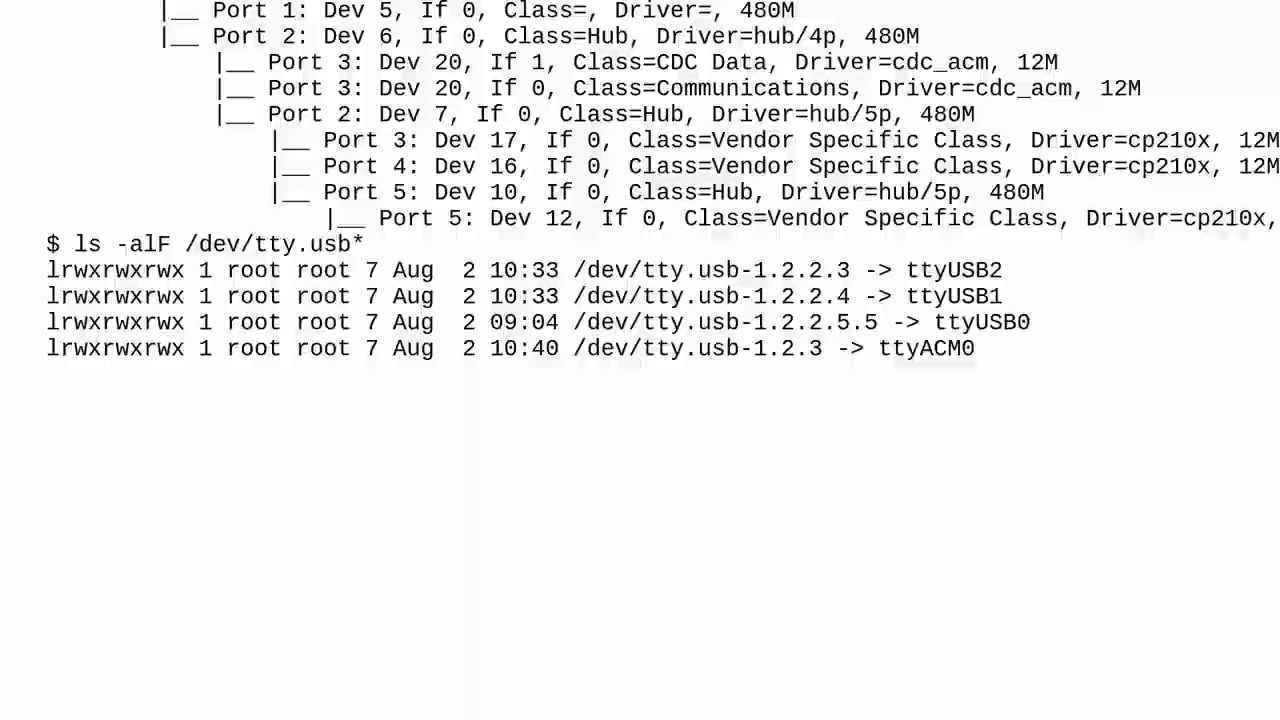 |__ Port 1: Dev 5, If 0, Class=, Driver=, 480M
|__ Port 2: Dev 6, If 0, Class=Hub, Driver=hub/4p, 480M
|__ Port 3: Dev 20, If 1, Class=CDC Data, Driver=cdc_acm, 12M
|__ Port 3: Dev 20, If 0, Class=Communications, Driver=cdc_acm, 12M
|__ Port 2: Dev 7, If 0, Class=Hub, Driver=hub/5p, 480M
|__ Port 3: Dev 17, If 0, Class=Vendor Specific Class, Driver=cp210x, 12M
|__ Port 4: Dev 16, If 0, Class=Vendor Specific Class, Driver=cp210x, 12M
|__ Port 5: Dev 10, If 0, Class=Hub, Driver=hub/5p, 480M
|__ Port 5: Dev 12, If 0, Class=Vendor Specific Class, Driver=cp210x,
$ ls -alF /dev/tty.usb*
lrwxrwxrwx 1 root root 7 Aug  2 10:33 /dev/tty.usb-1.2.2.3 -> ttyUSB2
lrwxrwxrwx 1 root root 7 Aug  2 10:33 /dev/tty.usb-1.2.2.4 -> ttyUSB1
lrwxrwxrwx 1 root root 7 Aug  2 09:04 /dev/tty.usb-1.2.2.5.5 -> ttyUSB0
lrwxrwxrwx 1 root root 7 Aug  2 10:40 /dev/tty.usb-1.2.3 -> ttyACM0